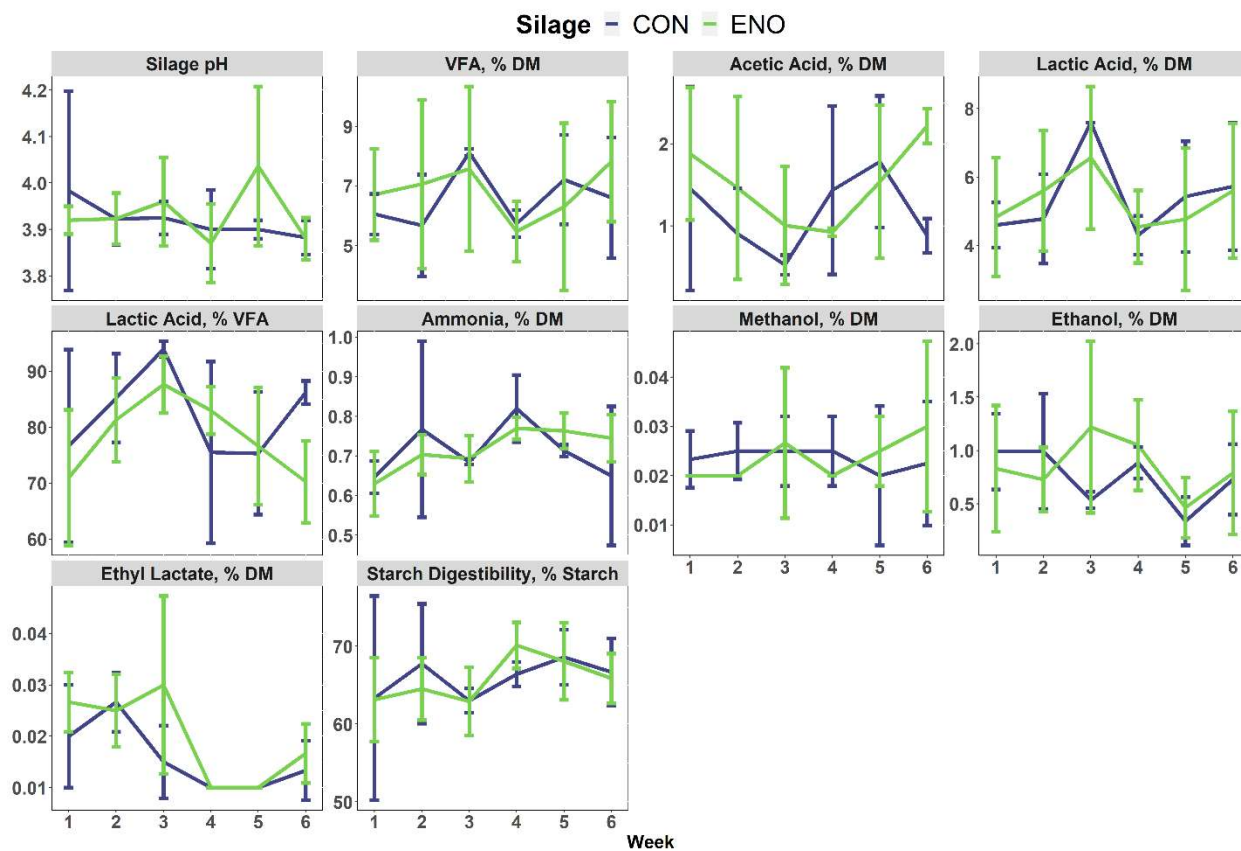 Silage CON ENO
Silage pH
VFA, % DM
Acetic Acid, % DM
Lactic Acid, % DM
4.2
4.1
4.0
3.9
3.8
9
7
5
2
1
8
6
4
Lactic Acid, % VFA
Ammonia, % DM
Methanol, % DM
Ethanol, % DM
90
80
70
60
1.0
0.9
0.8
0.7
0.6
0.5
0.04
0.03
0.02
0.01
2.0
1.5
1.0
0.5
1 2 3 4 5 6
1 2 3 4 5 6
Ethyl Lactate, % DM
Starch Digestibility, % Starch
0.04
0.03
0.02
0.01
70
60
50
1 2 3 4 5 6
1 2 3 4 5 6
Week